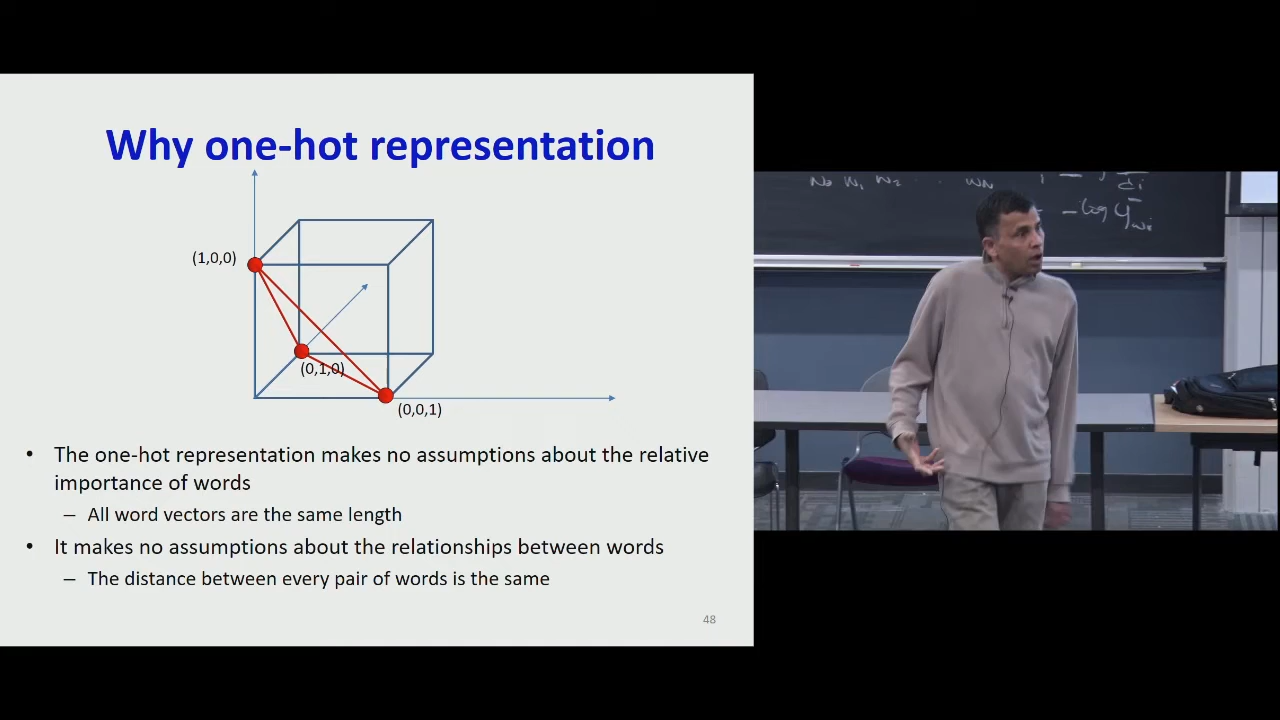 Why one-hot representation
(1,0,0)
(0,1,0)
(0,0,1)
• The one-hot representation makes no assumptions about the relative
importance of words
– All word vectors are the same length
• It makes no assumptions about the relationships between words
– The distance between every pair of words is the same
48